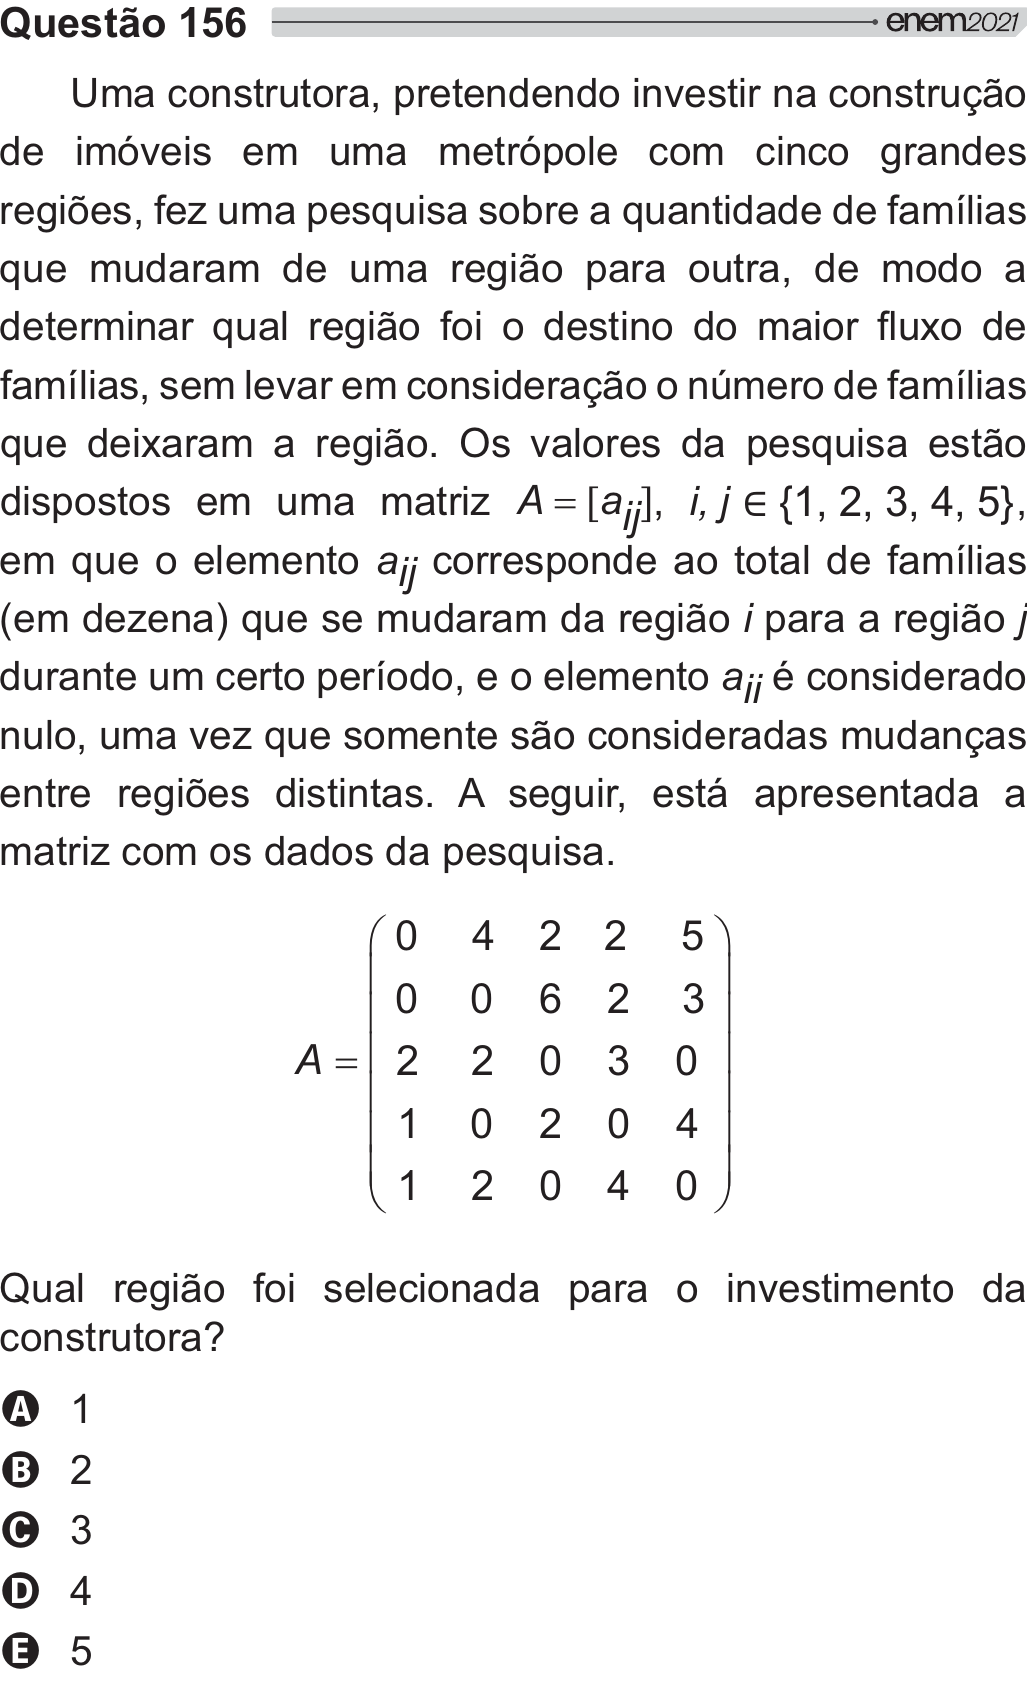 Questão 156 enem2021
Uma construtora, pretendendo investir na construção
de imóveis em uma metrópole com cinco grandes
regiões, fez uma pesquisa sobre a quantidade de famílias
que mudaram de uma região para outra, de modo a
determinar qual região foi o destino do maior fluxo de
famílias, sem levar em consideração o número de famílias
que deixaram a região. Os valores da pesquisa estão
dispostos em uma matriz A = [aij], i, j ∈ {1, 2, 3, 4, 5},
em que o elemento aij corresponde ao total de famílias
(em dezena) que se mudaram da região i para a região j
durante um certo período, e o elemento aii é considerado
nulo, uma vez que somente são consideradas mudanças
entre regiões distintas. A seguir, está apresentada a
matriz com os dados da pesquisa.
0 4 2 2 5
0 0 6 2 3
A = 2 2 0 3 0
1 0 2 0 4
1 2 0 4 0
Qual região foi selecionada para o investimento da
construtora?
A 1
B 2
C 3
D 4
E 5